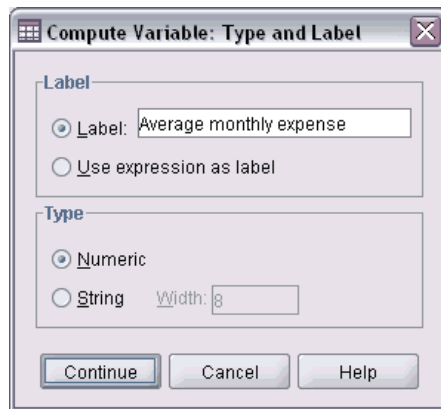 Compute Variable: Type and Label
Label
Label: Average monthly expense
Use expression as label
Type
Numeric
String Width: 8
Continue Cancel Help